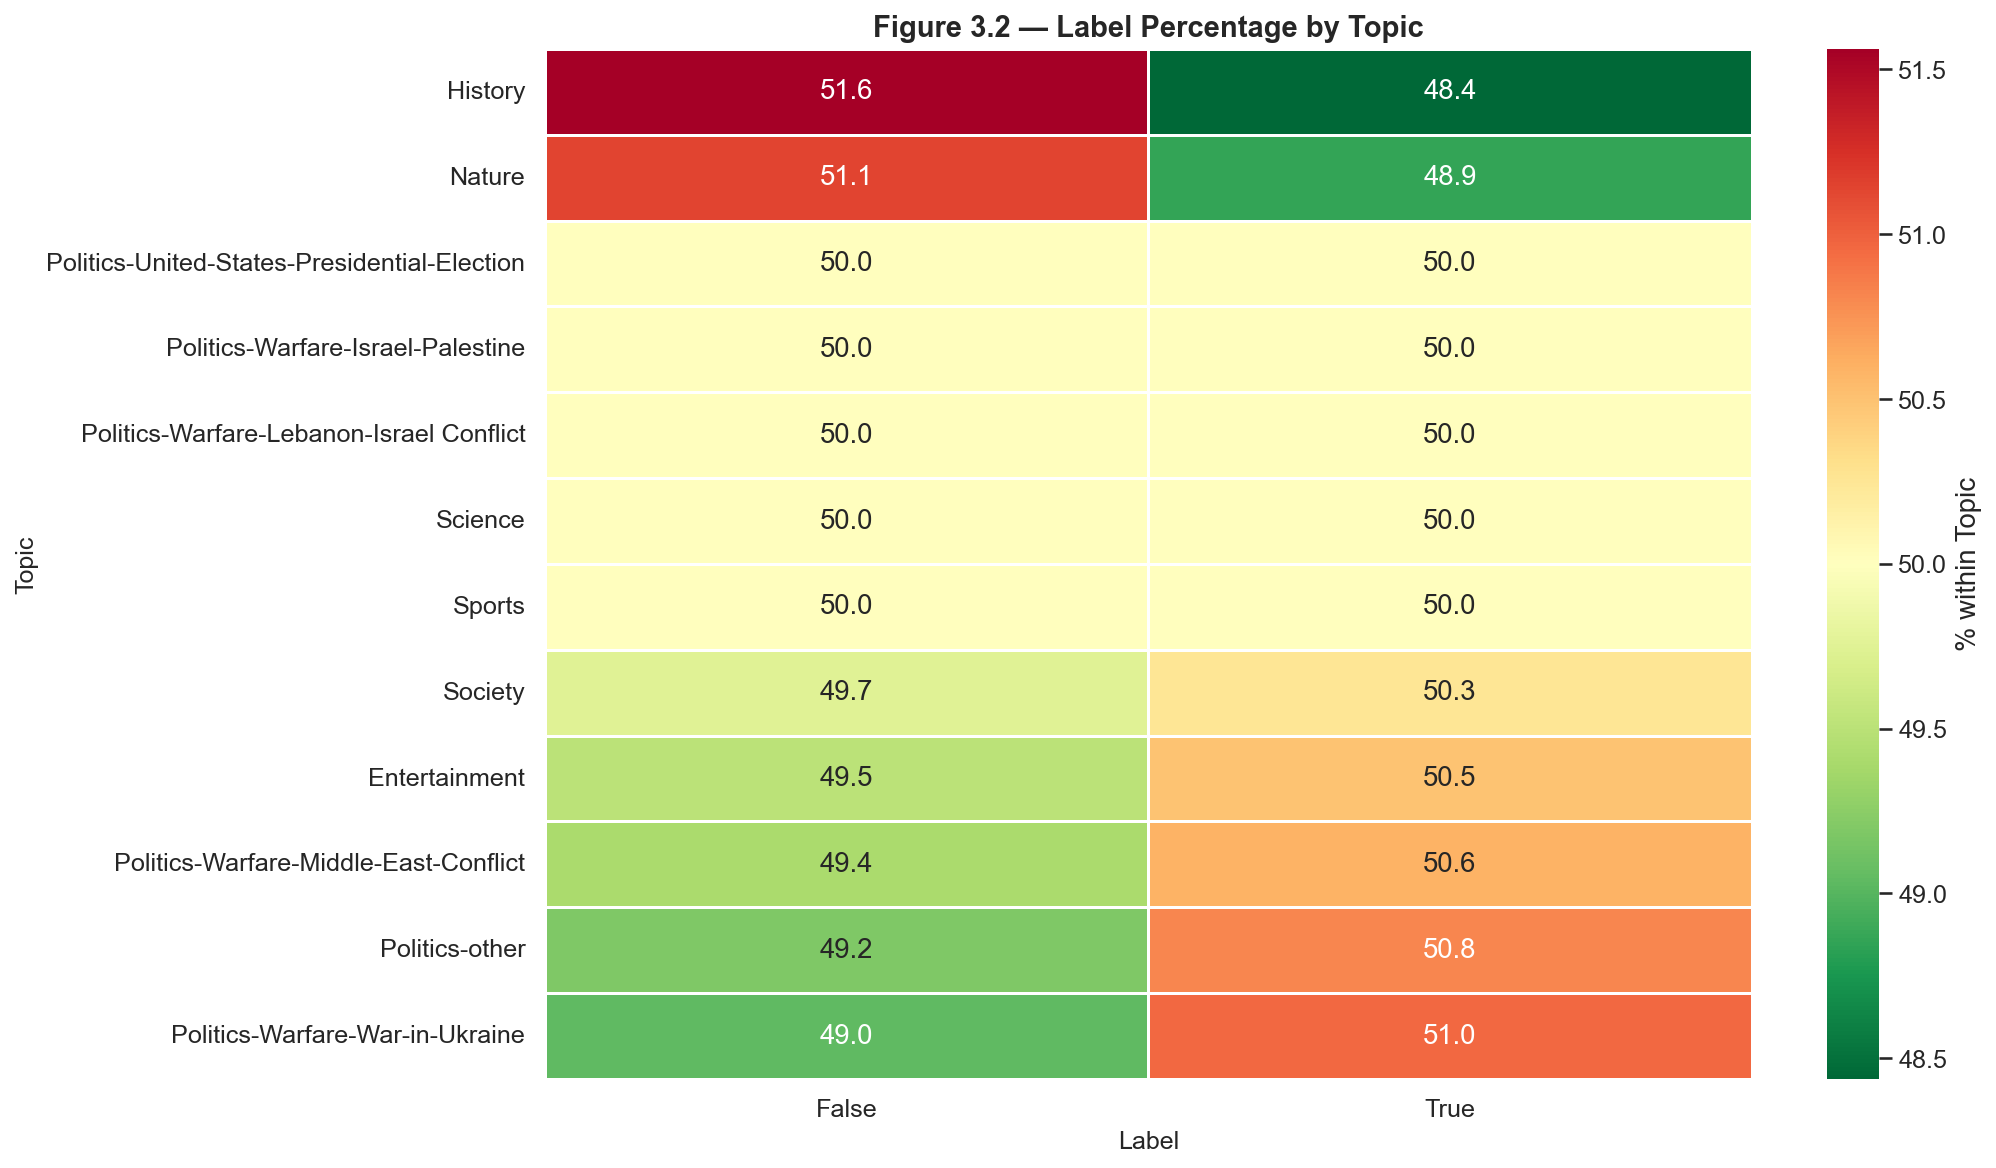 Figure 3.2 — Label Percentage by Topic
History 51.6 48.4
Nature 51.1 48.9
Politics-United-States-Presidential-Election 50.0 50.0
Politics-Warfare-Israel-Palestine 50.0 50.0
Politics-Warfare-Lebanon-Israel Conflict 50.0 50.0
Science 50.0 50.0
Sports 50.0 50.0
Society 49.7 50.3
Entertainment 49.5 50.5
Politics-Warfare-Middle-East-Conflict 49.4 50.6
Politics-other 49.2 50.8
Politics-Warfare-War-in-Ukraine 49.0 51.0
False True
Label
Topic
51.5
51.0
50.5
50.0
49.5
49.0
48.5
% within Topic